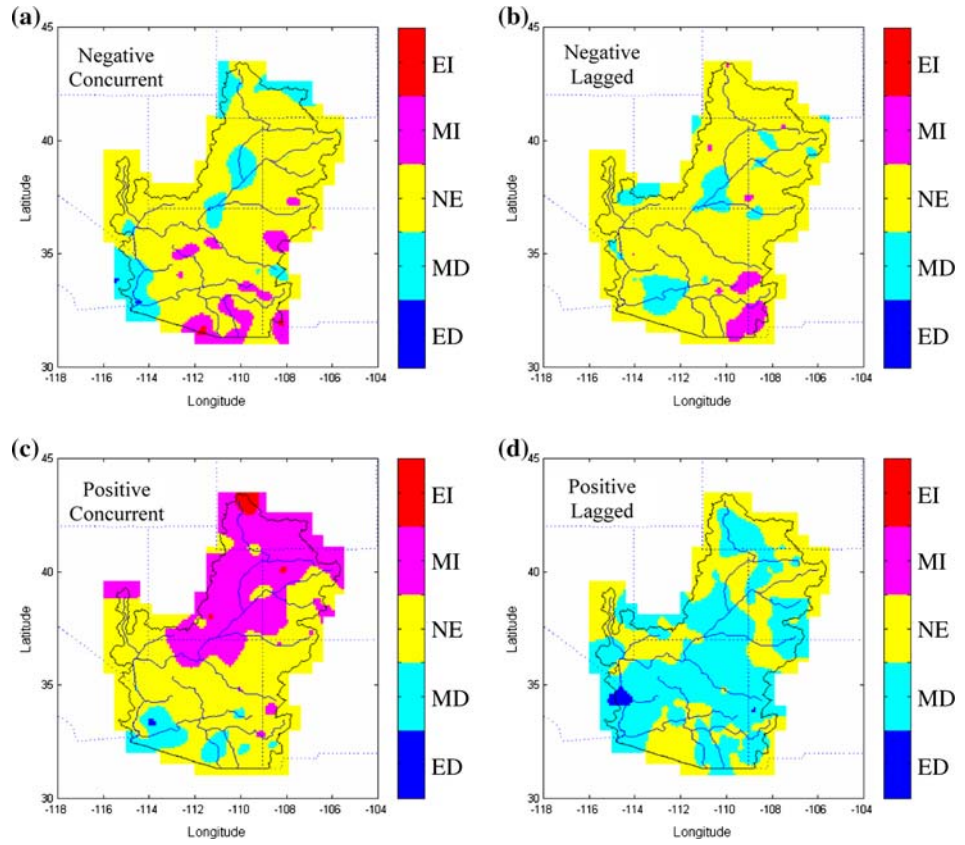 (a)
Negative
Concurrent
45
40
35
30
Latitude
-118 -116 -114 -112 -110 -108 -106 -104
Longitude
EI
MI
NE
MD
ED
(b)
Negative
Lagged
45
40
35
30
Latitude
-118 -116 -114 -112 -110 -108 -106 -104
Longitude
EI
MI
NE
MD
ED
(c)
Positive
Concurrent
45
40
35
30
Latitude
-118 -116 -114 -112 -110 -108 -106 -104
Longitude
EI
MI
NE
MD
ED
(d)
Positive
Lagged
45
40
35
30
Latitude
-118 -116 -114 -112 -110 -108 -106 -104
Longitude
EI
MI
NE
MD
ED